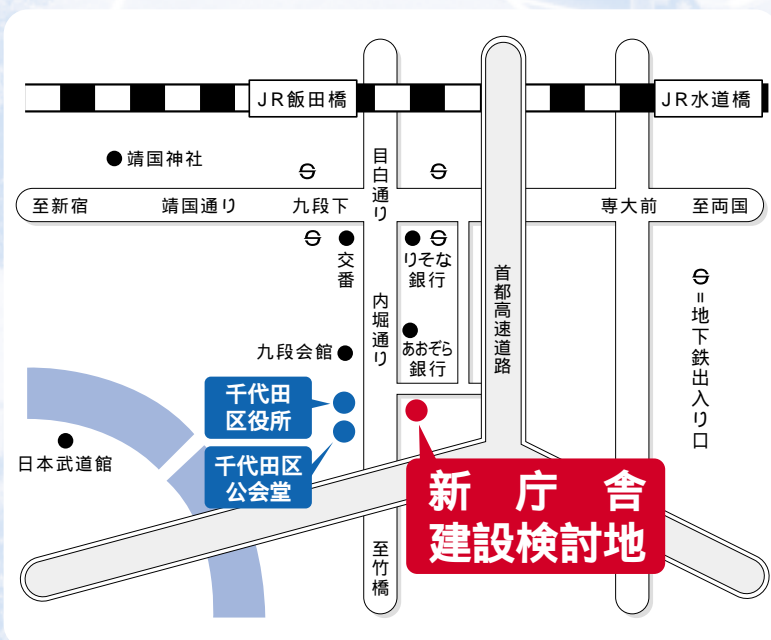 JR飯田橋
JR水道橋
靖国神社
目白通り
至新宿
靖国通り
九段下
専大前
至両国
交番
りそな
銀行
内堀通り
首都高速道路
=地下鉄出入り口
九段会館
あおぞら
銀行
千代田
区役所
日本武道館
千代田区
公会堂
新庁舎
建設検討地
至竹橋